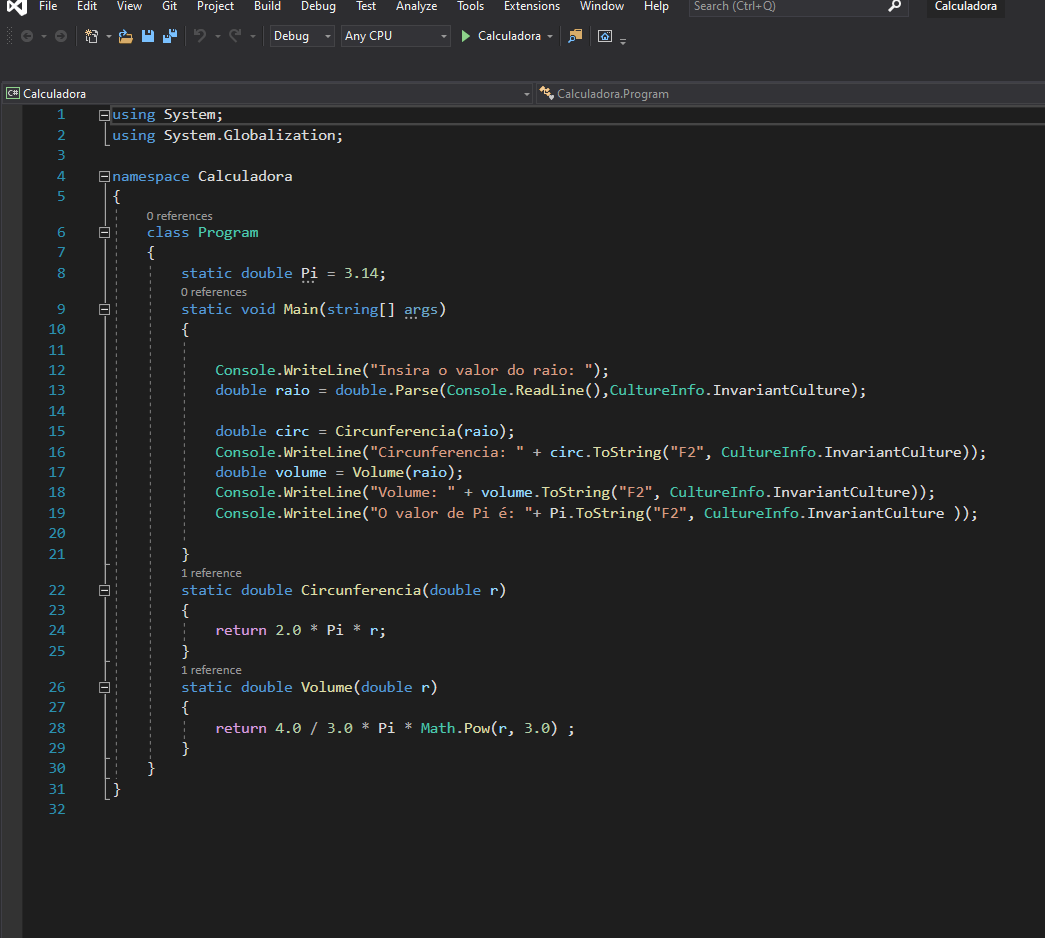 File Edit View Git Project Build Debug Test Analyze Tools Extensions Window Help Search (Ctrl+Q) Calculadora
Debug Any CPU Calculadora
C# Calculadora Calculadora.Program
1 using System;
2 using System.Globalization;
3
4 namespace Calculadora
5 {
0 references
6 class Program
7 {
8 static double Pi = 3.14;
0 references
9 static void Main(string[] args)
10 {
11
12 Console.WriteLine("Insira o valor do raio: ");
13 double raio = double.Parse(Console.ReadLine(),CultureInfo.InvariantCulture);
14
15 double circ = Circunferencia(raio);
16 Console.WriteLine("Circunferencia: " + circ.ToString("F2", CultureInfo.InvariantCulture));
17 double volume = Volume(raio);
18 Console.WriteLine("Volume: " + volume.ToString("F2", CultureInfo.InvariantCulture));
19 Console.WriteLine("O valor de Pi é: "+ Pi.ToString("F2", CultureInfo.InvariantCulture ));
20
21 }
1 reference
22 static double Circunferencia(double r)
23 {
24 return 2.0 * Pi * r;
25 }
1 reference
26 static double Volume(double r)
27 {
28 return 4.0 / 3.0 * Pi * Math.Pow(r, 3.0) ;
29 }
30 }
31 }
32